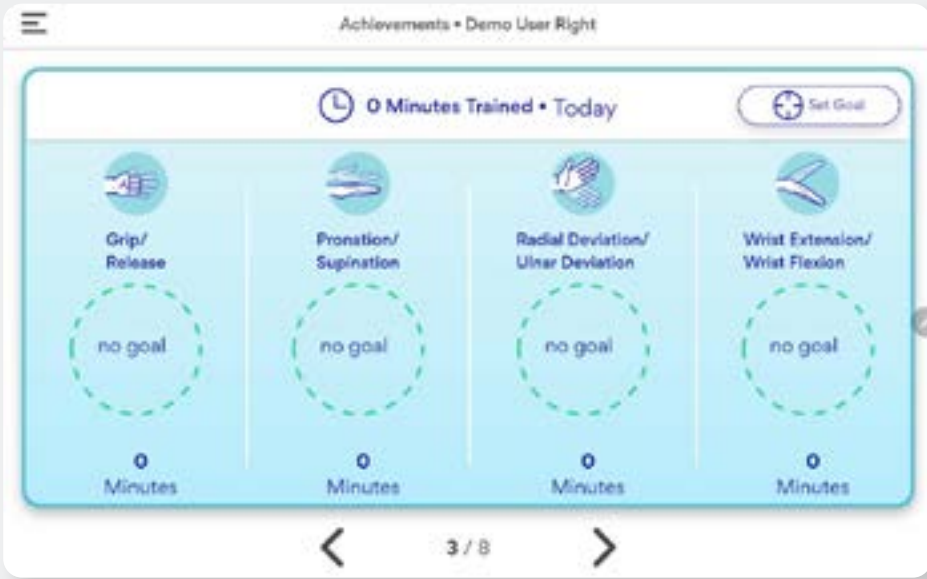 Achievements • Demo User Right
0 Minutes Trained • Today
Set Goal
Grip/
Release
Pronation/
Supination
Radial Deviation/
Ulnar Deviation
Wrist Extension/
Wrist Flexion
no goal
no goal
no goal
no goal
0
Minutes
0
Minutes
0
Minutes
0
Minutes
3 / 8